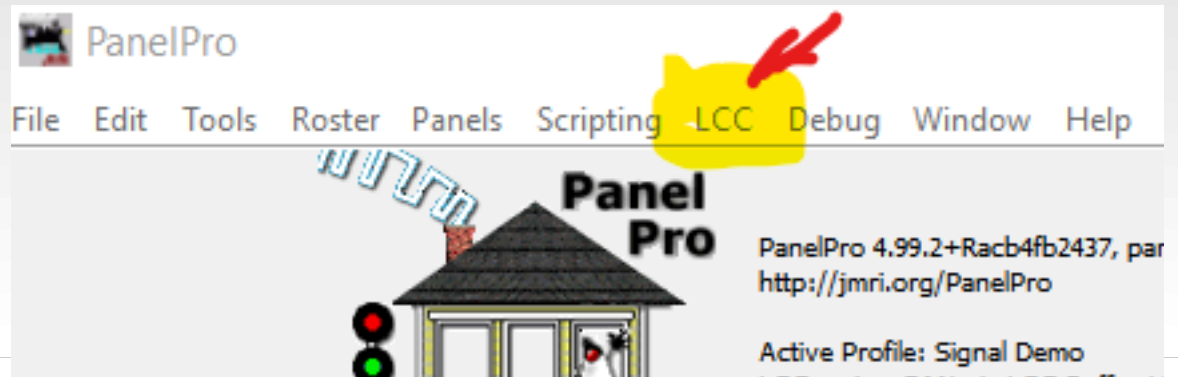 PanelPro
File Edit Tools Roster Panels Scripting LCC Debug Window Help
Panel
Pro
PanelPro 4.99.2+Racb4fb2437, par
http://jmri.org/PanelPro
Active Profile: Signal Demo